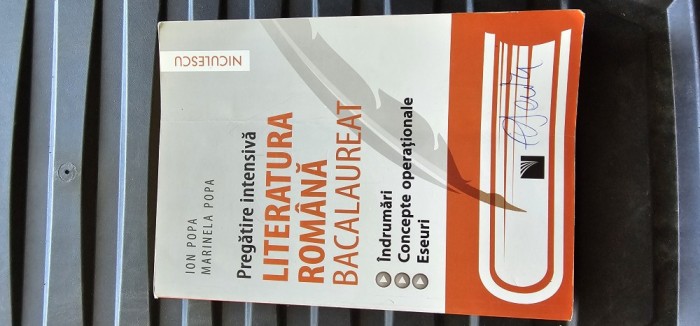 NICULESCU
ION POPA
MARINELA POPA
Pregătire intensivă
LITERATURA
ROMÂNĂ
BACALAUREAT
Îndrumări
Concepte operaționale
Eseuri